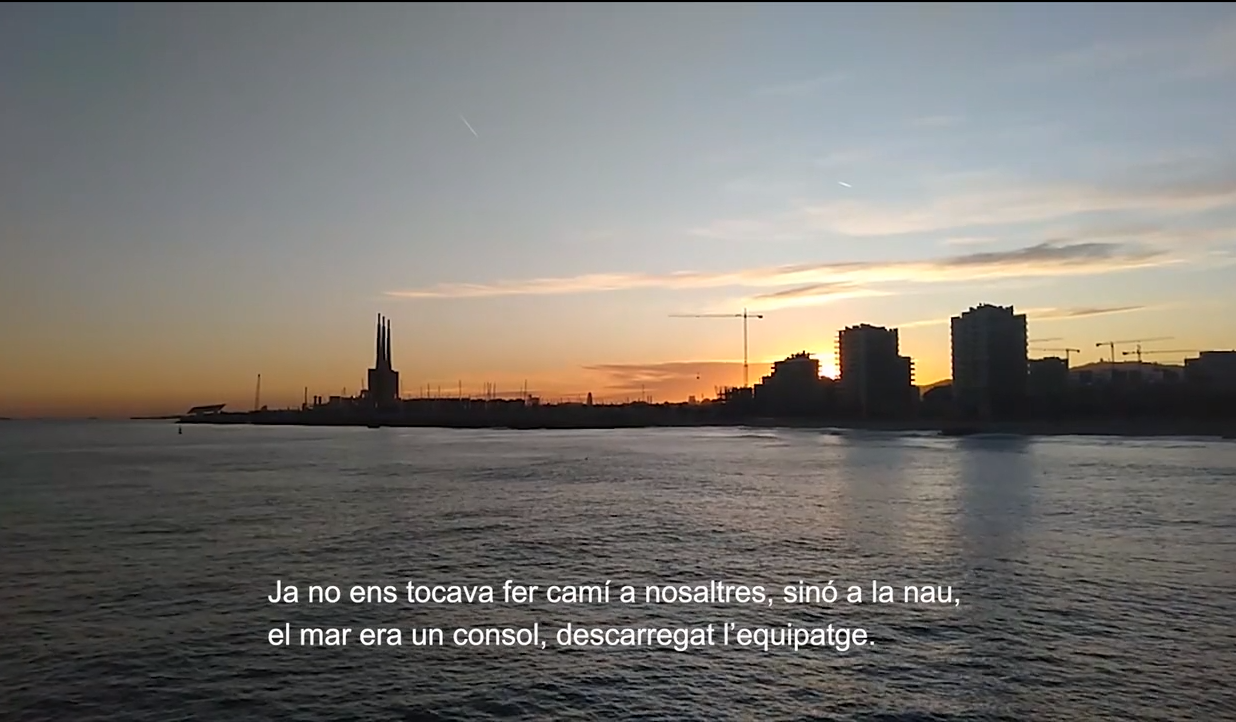 Ja no ens tocava fer camí a nosaltres, sinó a la nau,
el mar era un consol, descarregat l’equipatge.